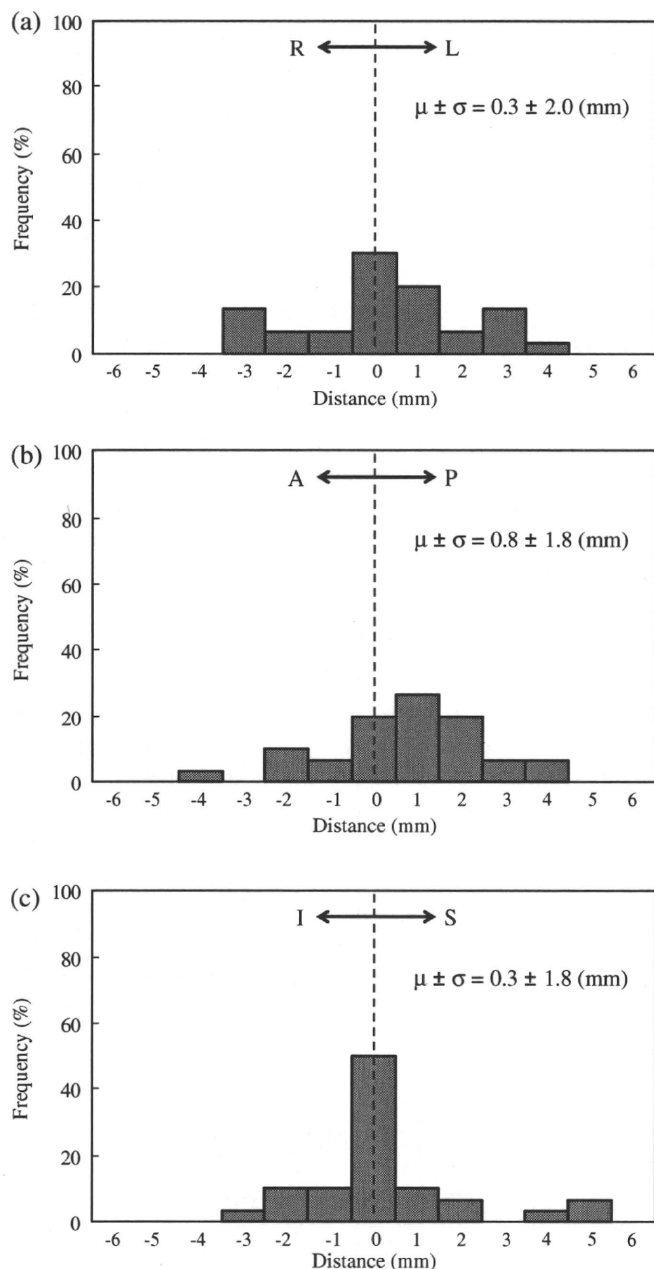 (a)
100
R L
80
μ ± σ = 0.3 ± 2.0 (mm)
60
Frequency (%)
40
20
0
-6 -5 -4 -3 -2 -1 0 1 2 3 4 5 6
Distance (mm)
(b)
100
A P
80
μ ± σ = 0.8 ± 1.8 (mm)
60
Frequency (%)
40
20
0
-6 -5 -4 -3 -2 -1 0 1 2 3 4 5 6
Distance (mm)
(c)
100
I S
80
μ ± σ = 0.3 ± 1.8 (mm)
60
Frequency (%)
40
20
0
-6 -5 -4 -3 -2 -1 0 1 2 3 4 5 6
Distance (mm)